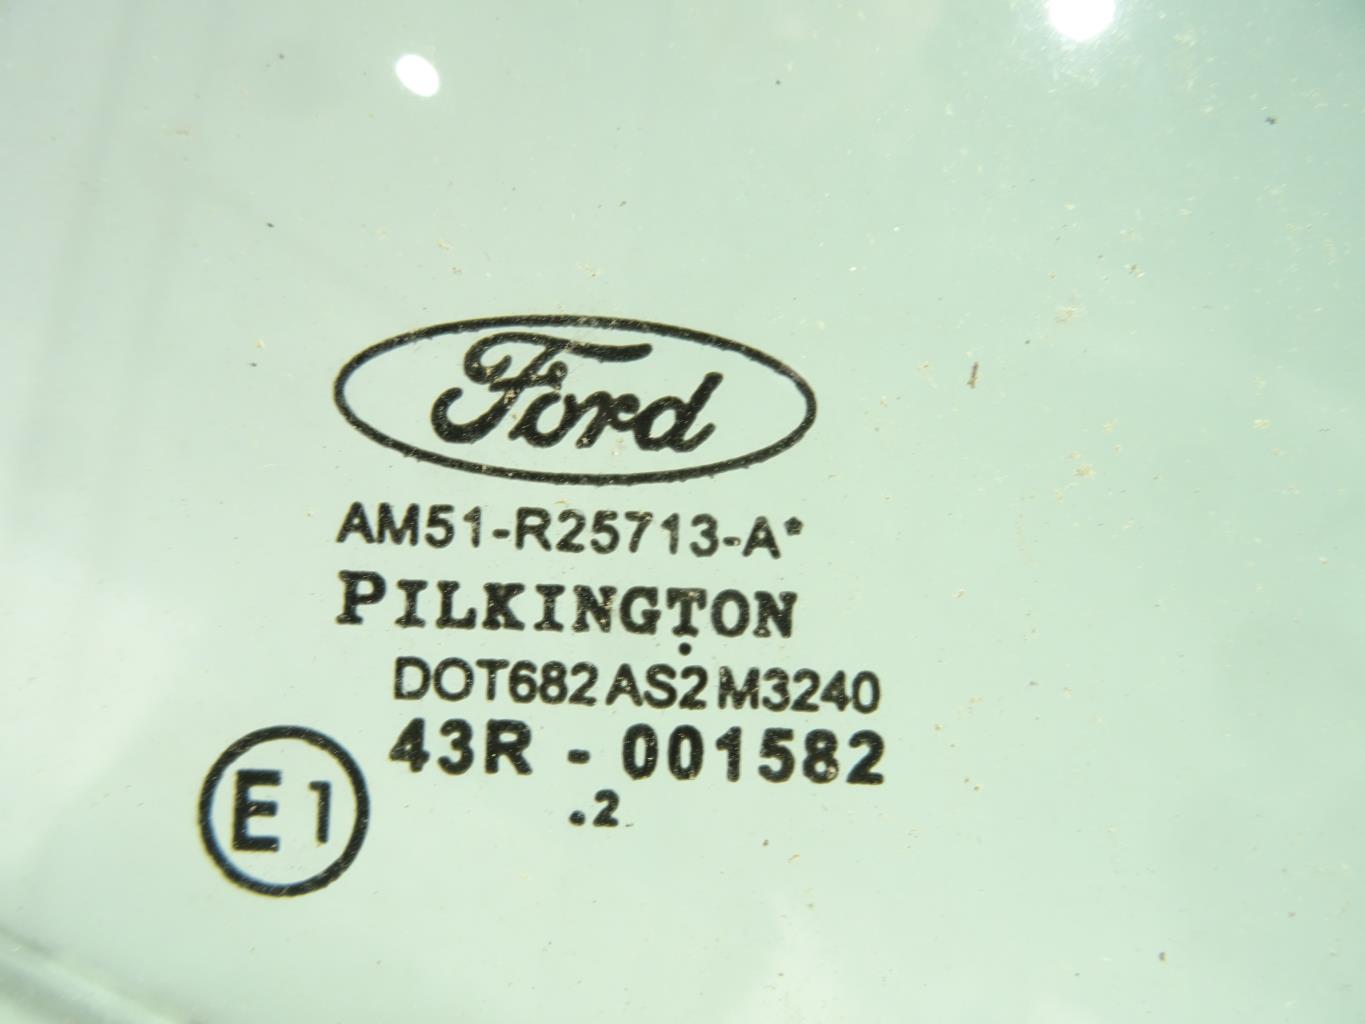 Ford
AM51-R25713-A*
PILKINGTON
DOT682 AS2 M3240
43R - 001582
E1
.2